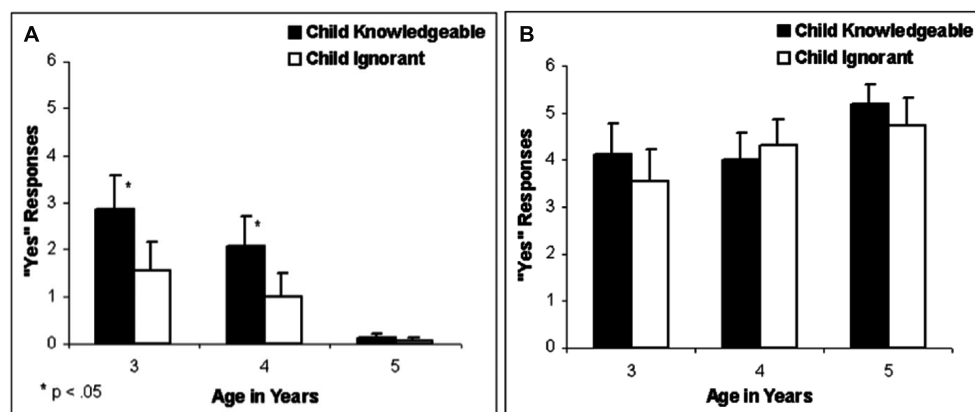 A
Child Knowledgeable
Child Ignorant
6
5
4
3
2
1
0
"Yes" Responses
*
*
3 4 5
* p < .05
Age in Years
B
Child Knowledgeable
Child Ignorant
6
5
4
3
2
1
0
"Yes" Responses
3 4 5
Age in Years